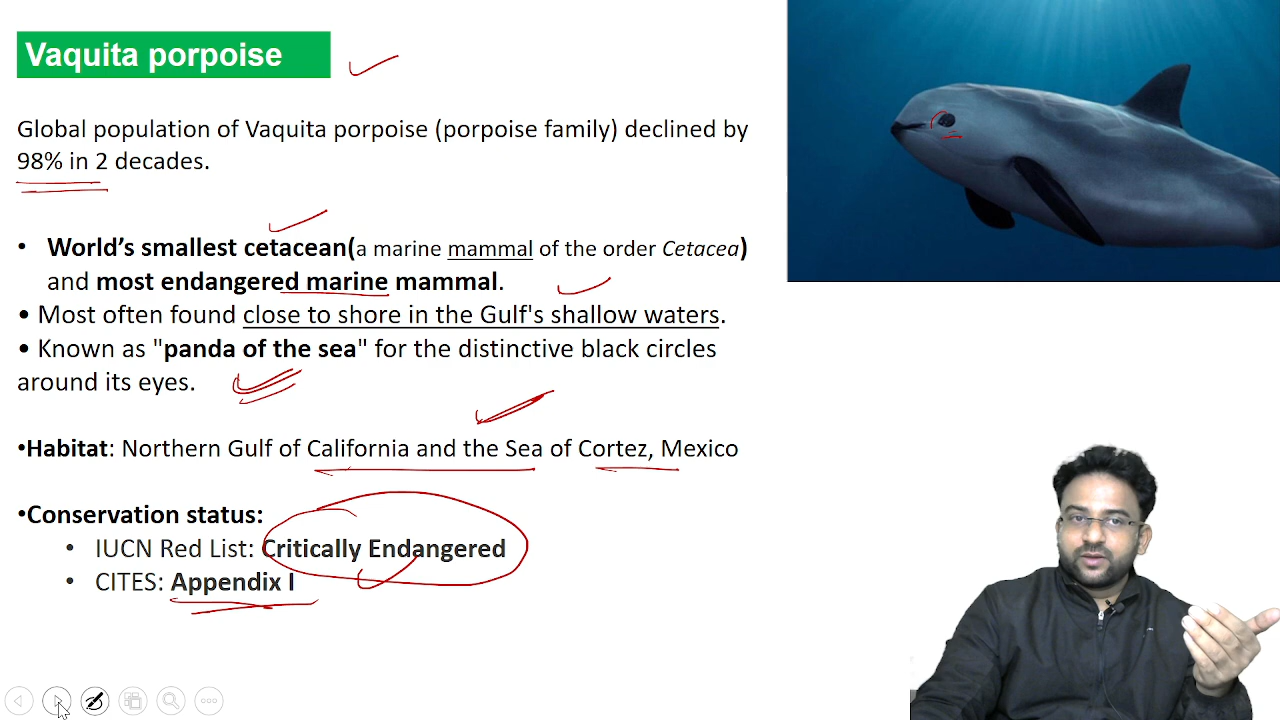 Vaquita porpoise
Global population of Vaquita porpoise (porpoise family) declined by
98% in 2 decades.
• World's smallest cetacean(a marine mammal of the order Cetacea)
and most endangered marine mammal.
• Most often found close to shore in the Gulf's shallow waters.
• Known as "panda of the sea" for the distinctive black circles
around its eyes.
•Habitat: Northern Gulf of California and the Sea of Cortez, Mexico
•Conservation status:
• IUCN Red List: Critically Endangered
• CITES: Appendix I